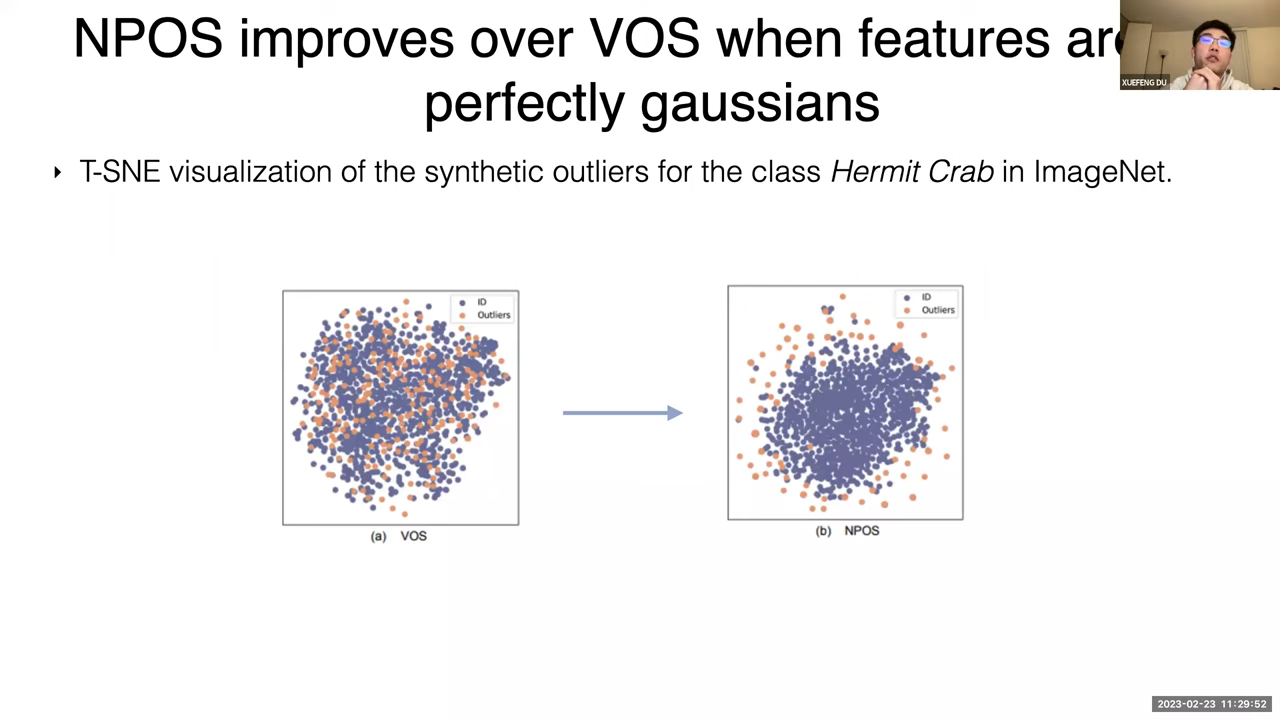 NPOS improves over VOS when features are
perfectly gaussians
XUEFENG DU
‣ T-SNE visualization of the synthetic outliers for the class Hermit Crab in ImageNet.
ID
Outliers
(a) VOS
ID
Outliers
(b) NPOS
2023-02-23 11:29:52